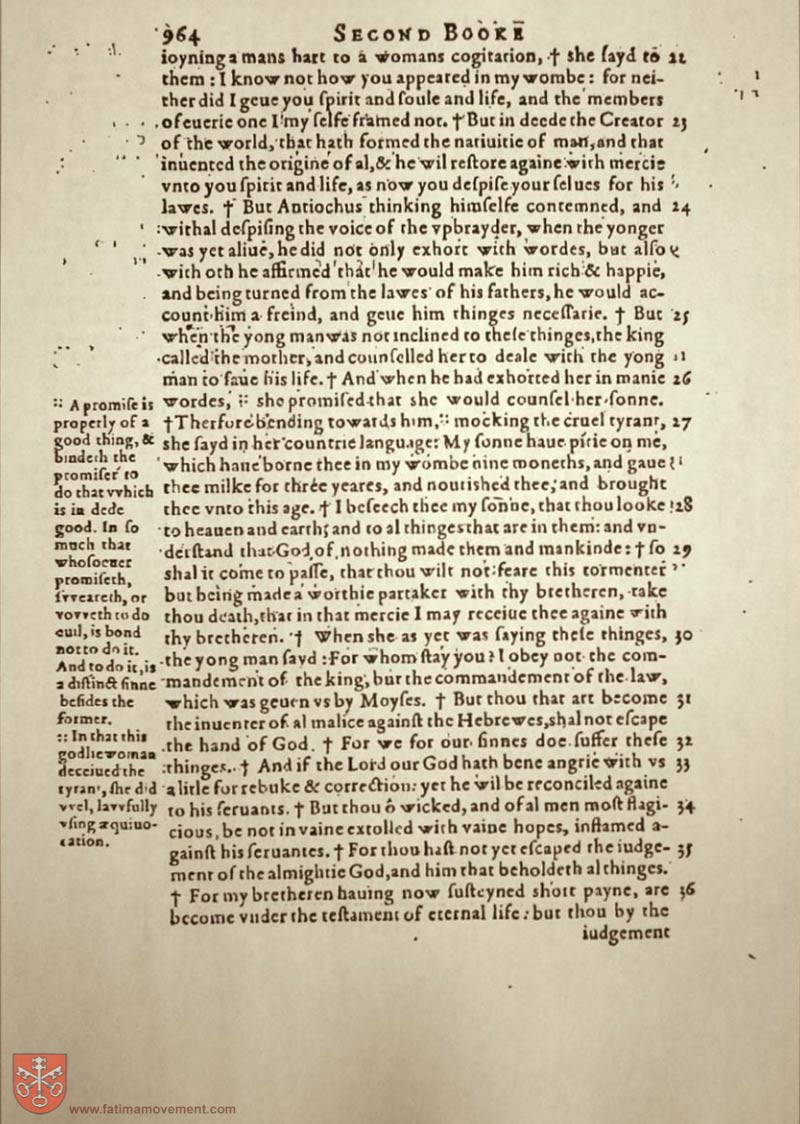 964 SECOND BOOKE
ioyning a mans hart to a womans cogitation, † she ſayd to 22
them: I know not how you appeared in my wombe: for nei-
ther did I geue you ſpirit and ſoule and life, and the members
of euerie one I my ſelfe framed not. † But in deede the Creator 23
of the world, that hath formed the natiuitie of man, and that
inuented the origine of al, & he wil reſtore againe with mercie
vnto you ſpirit and life, as now you deſpiſe your ſelues for his
lawes. † But Antiochus thinking himſelfe contemned, and 24
withal deſpiſing the voice of the vpbrayder, when the yonger
was yet aliue, he did not only exhort with wordes, but alſo
with oth he affirmed that he would make him rich & happie,
and being turned from the lawes of his fathers, he would ac-
count him a freind, and geue him thinges neceſſarie. † But 25
when the yong man was not inclined to theſe thinges, the king
called the mother, and counſelled her to deale with the yong
man to ſaue his life. † And when he had exhorted her in manie 26
wordes, :: she promiſed that she would counſel her ſonne.
† Therfore bending towards him, :: mocking the cruel tyrant, 27
she ſayd in her countrie language: My ſonne haue pitie on me,
which haue borne thee in my wombe nine moneths, and gaue
thee milke for three yeares, and nourished thee, and brought
thee vnto this age. † I beſeech thee my ſonne, that thou looke 28
to heauen and earth, and to al thinges that are in them: and vn-
derſtand that God of nothing made them and mankinde: † ſo 29
shal it come to paſſe, that thou wilt not feare this tormenter
but being made a worthie partaker with thy bretheren, take
thou death, that in that mercie I may receiue thee againe with
thy bretheren. † When she as yet was ſaying theſe thinges, 30
the yong man ſayd: For whom ſtay you? I obey not the com-
mandement of the king, but the commandement of the law,
which was geuen vs by Moyſes. † But thou that art become 31
the inuenter of al malice againſt the Hebrewes, shal not eſcape
the hand of God. † For we for our ſinnes doe ſuffer theſe 32
thinges. † And if the Lord our God hath bene angrie with vs 33
a litle for rebuke & correction: yet he wil be reconciled againe
to his ſeruants. † But thou ô wicked, and of al men moſt flagi- 34
cious, be not in vaine extolled with vaine hopes, inflamed a-
gainſt his ſeruantes. † For thou haſt not yet eſcaped the iudge- 35
ment of the almightie God, and him that beholdeth al thinges.
† For my bretheren hauing now ſuſteyned short payne, are 36
become vnder the teſtament of eternal life: but thou by the
iudgement
:: A promiſe is
properly of a
good thing, &
bindeth the
promiſer to
do that vvhich
is in dede
good. In ſo
much that
whoſoeuer
promiſeth,
ſvveareth, or
vovveth to do
euil, is bond
not to do it.
And to do it, is
a diſtinct ſinne
beſides the
former.
:: In that this
godlie woman
deceiued the
tyrant, ſhe did
vvel, lavvfully
vſing æquiuo-
cation.
www.fatimamovement.com